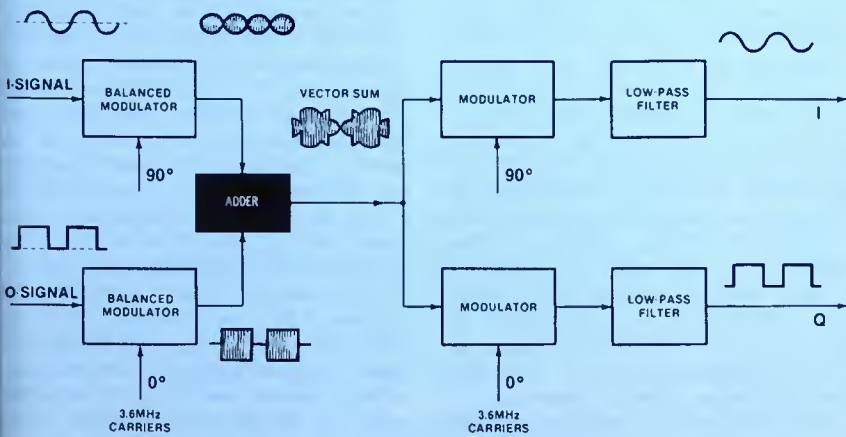 I-SIGNAL
BALANCED
MODULATOR
90°
VECTOR SUM
ADDER
MODULATOR
90°
LOW-PASS
FILTER
I
O-SIGNAL
BALANCED
MODULATOR
0°
3.6MHz
CARRIERS
MODULATOR
0°
3.6MHz
CARRIERS
LOW-PASS
FILTER
Q